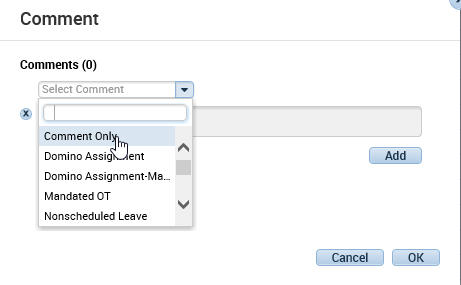 Comment
Comments (0)
Select Comment
x
Comment Only
Domino Assignment
Domino Assignment-Ma...
Mandated OT
Nonscheduled Leave
Add
Cancel OK